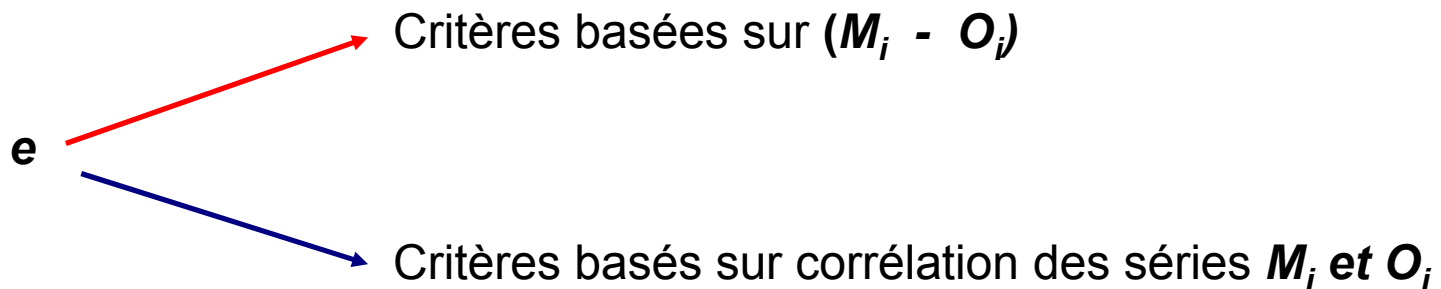 Critères basées sur (Mi - Oi)
e
Critères basés sur corrélation des séries Mi et Oi